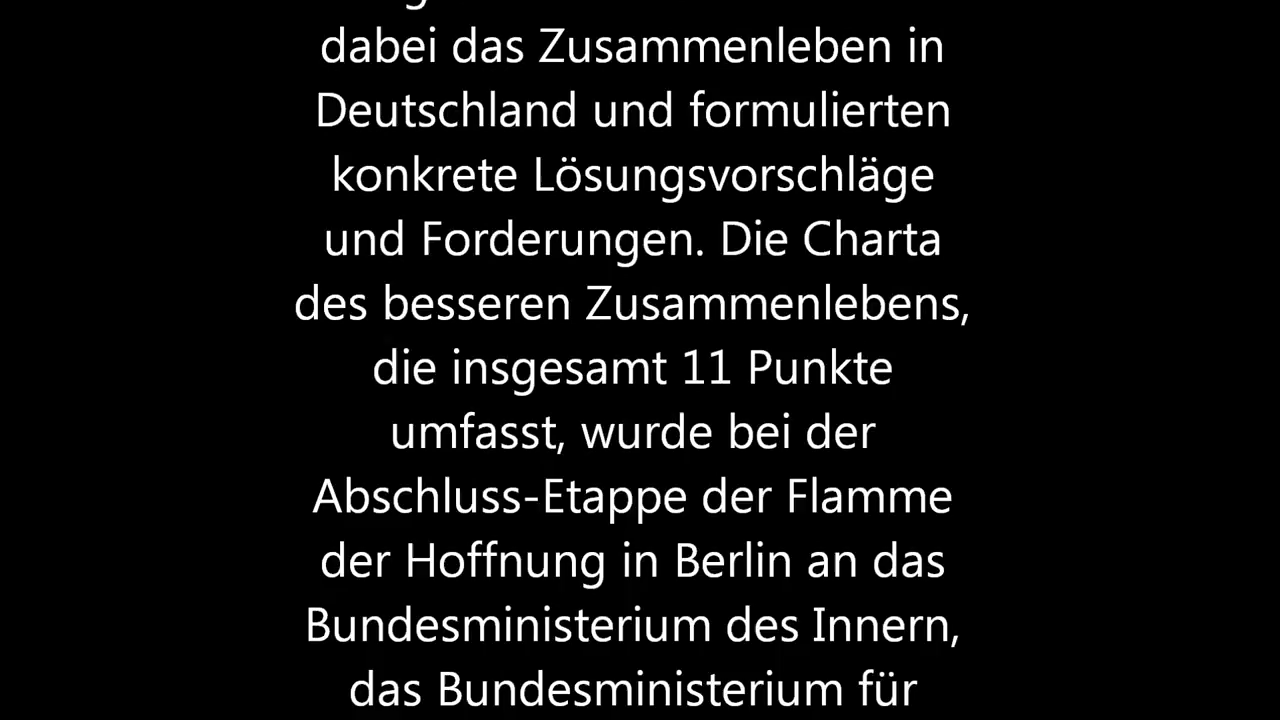 dabei das Zusammenleben in
Deutschland und formulierten
konkrete Lösungsvorschläge
und Forderungen. Die Charta
des besseren Zusammenlebens,
die insgesamt 11 Punkte
umfasst, wurde bei der
Abschluss-Etappe der Flamme
der Hoffnung in Berlin an das
Bundesministerium des Innern,
das Bundesministerium für